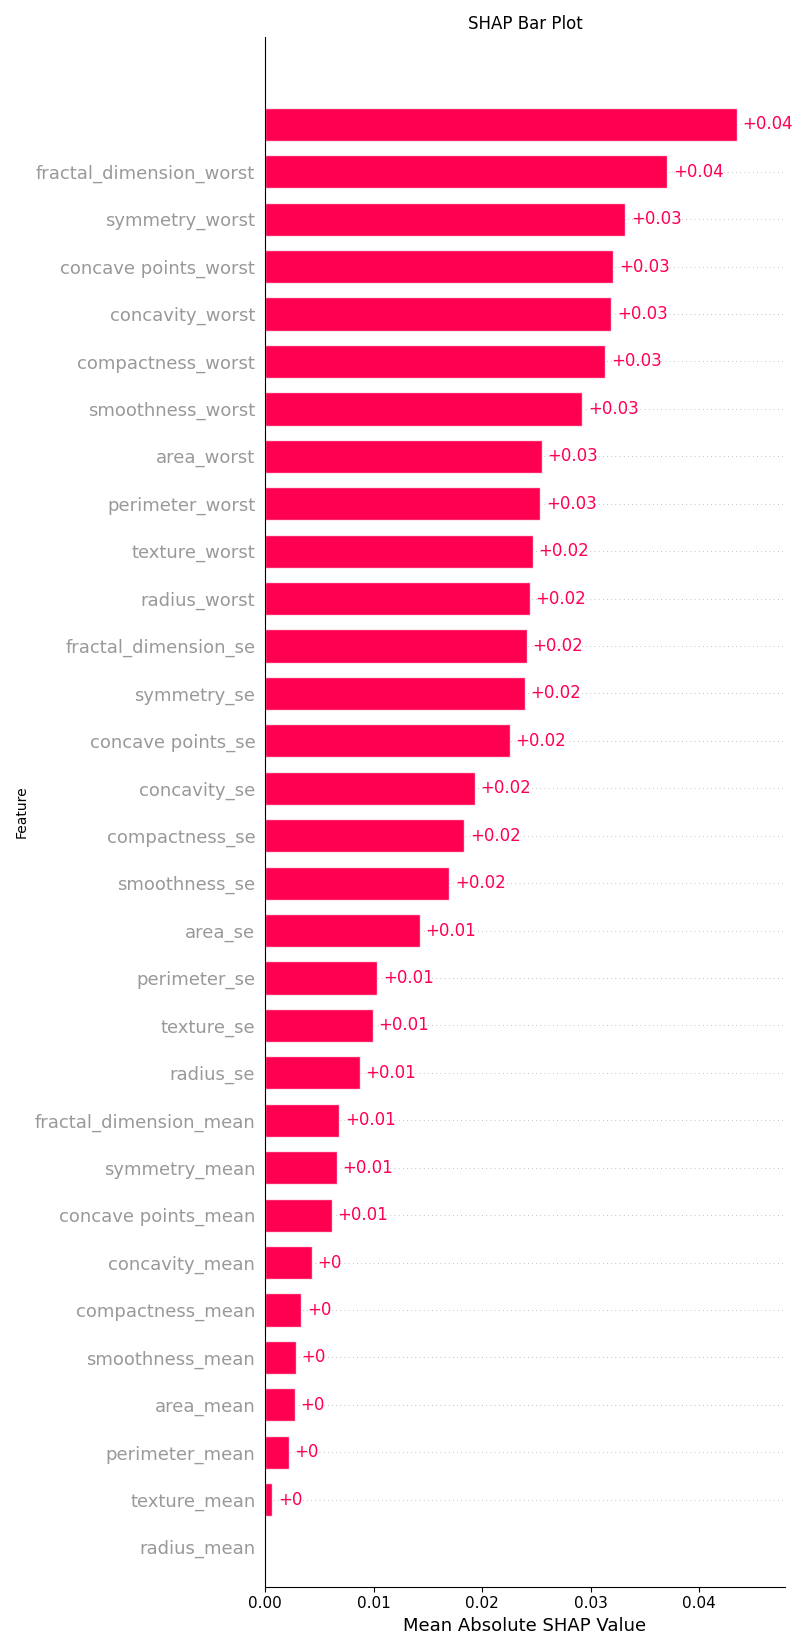 SHAP Bar Plot
+0.04
fractal_dimension_worst +0.04
symmetry_worst +0.03
concave points_worst +0.03
concavity_worst +0.03
compactness_worst +0.03
smoothness_worst +0.03
area_worst +0.03
perimeter_worst +0.03
texture_worst +0.02
radius_worst +0.02
fractal_dimension_se +0.02
symmetry_se +0.02
concave points_se +0.02
concavity_se +0.02
compactness_se +0.02
smoothness_se +0.02
area_se +0.01
perimeter_se +0.01
texture_se +0.01
radius_se +0.01
fractal_dimension_mean +0.01
symmetry_mean +0.01
concave points_mean +0.01
concavity_mean +0
compactness_mean +0
smoothness_mean +0
area_mean +0
perimeter_mean +0
texture_mean +0
radius_mean
Feature
0.00 0.01 0.02 0.03 0.04
Mean Absolute SHAP Value